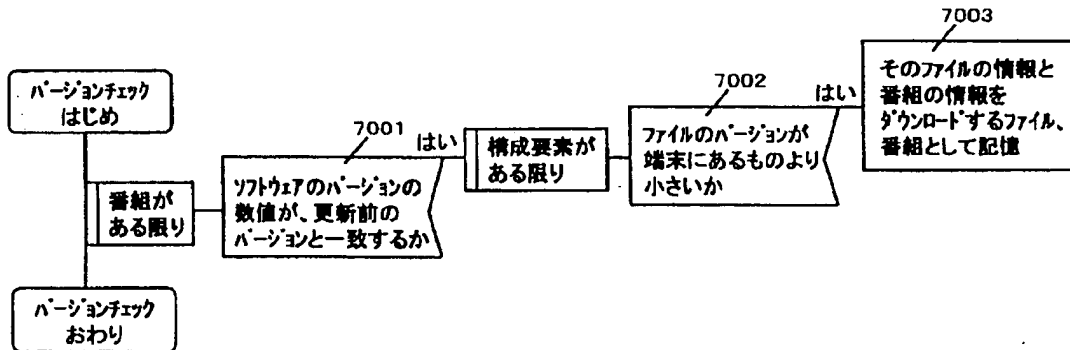 バージョンチェック
はじめ
番組が
ある限り
バージョンチェック
おわり
7001
はい
ソフトウェアのバージョンの
数値が、更新前の
バージョンと一致するか
構成要素が
ある限り
7002
はい
ファイルのバージョンが
端末にあるものより
小さいか
7003
そのファイルの情報と
番組の情報を
ダウンロードするファイル、
番組として記憶